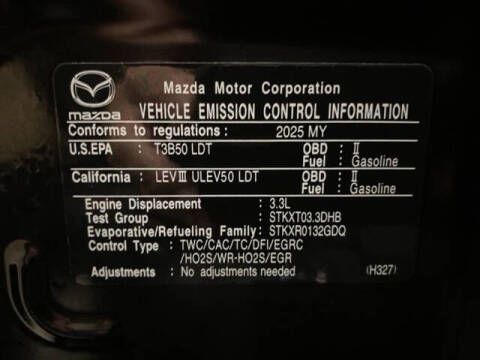 Mazda Motor Corporation
mazda VEHICLE EMISSION CONTROL INFORMATION
Conforms to regulations: 2025 MY
U.S.EPA : T3B50 LDT OBD : Ⅱ
Fuel : Gasoline
California : LEVⅢ ULEV50 LDT OBD : Ⅱ
Fuel : Gasoline
Engine Displacement : 3.3L
Test Group : STKXT03.3DHB
Evaporative/Refueling Family: STKXR0132GDQ
Control Type : TWC/CAC/TC/DFI/EGRC
/HO2S/WR-HO2S/EGR
Adjustments : No adjustments needed (H327)